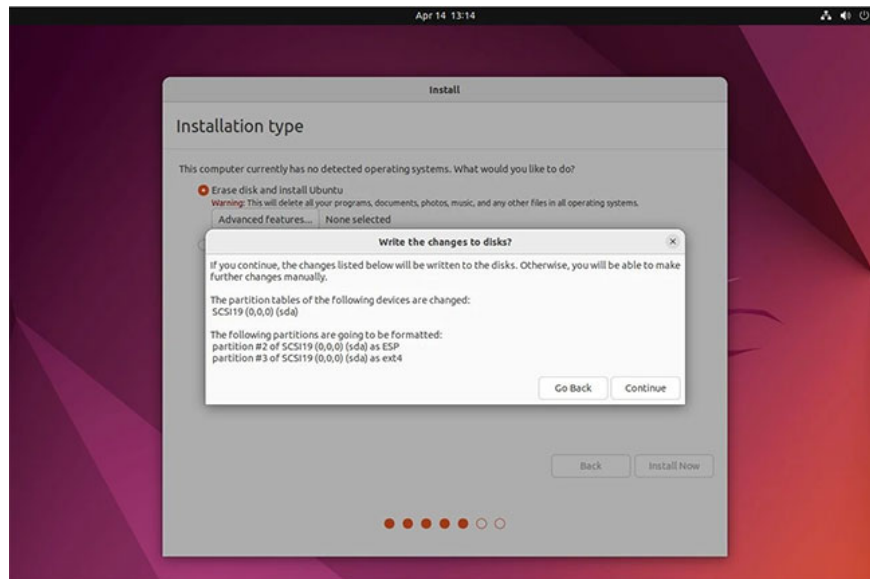 Apr 14 13:14
Install
Installation type
This computer currently has no detected operating systems. What would you like to do?
Erase disk and install Ubuntu
Warning: This will delete all your programs, documents, photos, music, and any other files in all operating systems.
Advanced features... None selected
Write the changes to disks?
If you continue, the changes listed below will be written to the disks. Otherwise, you will be able to make
further changes manually.
The partition tables of the following devices are changed:
SCSI19 (0,0,0) (sda)
The following partitions are going to be formatted:
partition #2 of SCSI19 (0,0,0) (sda) as ESP
partition #3 of SCSI19 (0,0,0) (sda) as ext4
Go Back Continue
Back Install Now